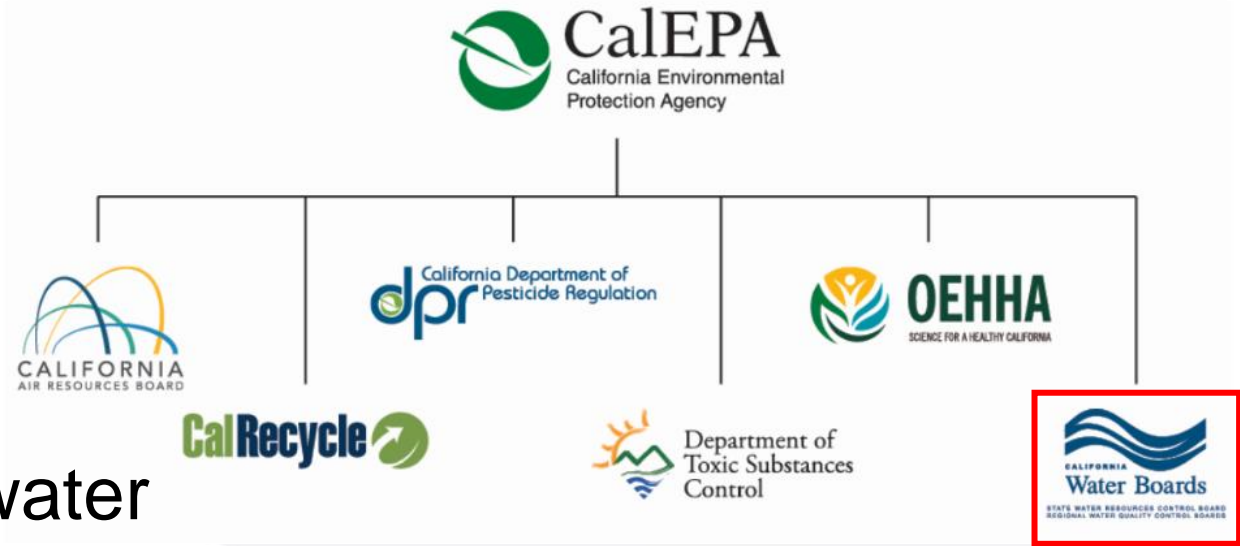 CalEPA
California Environmental
Protection Agency
CALIFORNIA
AIR RESOURCES BOARD
CalRecycle
dpr
California Department of
Pesticide Regulation
Department of
Toxic Substances
Control
OEHHA
SCIENCE FOR A HEALTHY CALIFORNIA
CALIFORNIA
Water Boards
STATE WATER RESOURCES CONTROL BOARD
REGIONAL WATER QUALITY CONTROL BOARDS
water